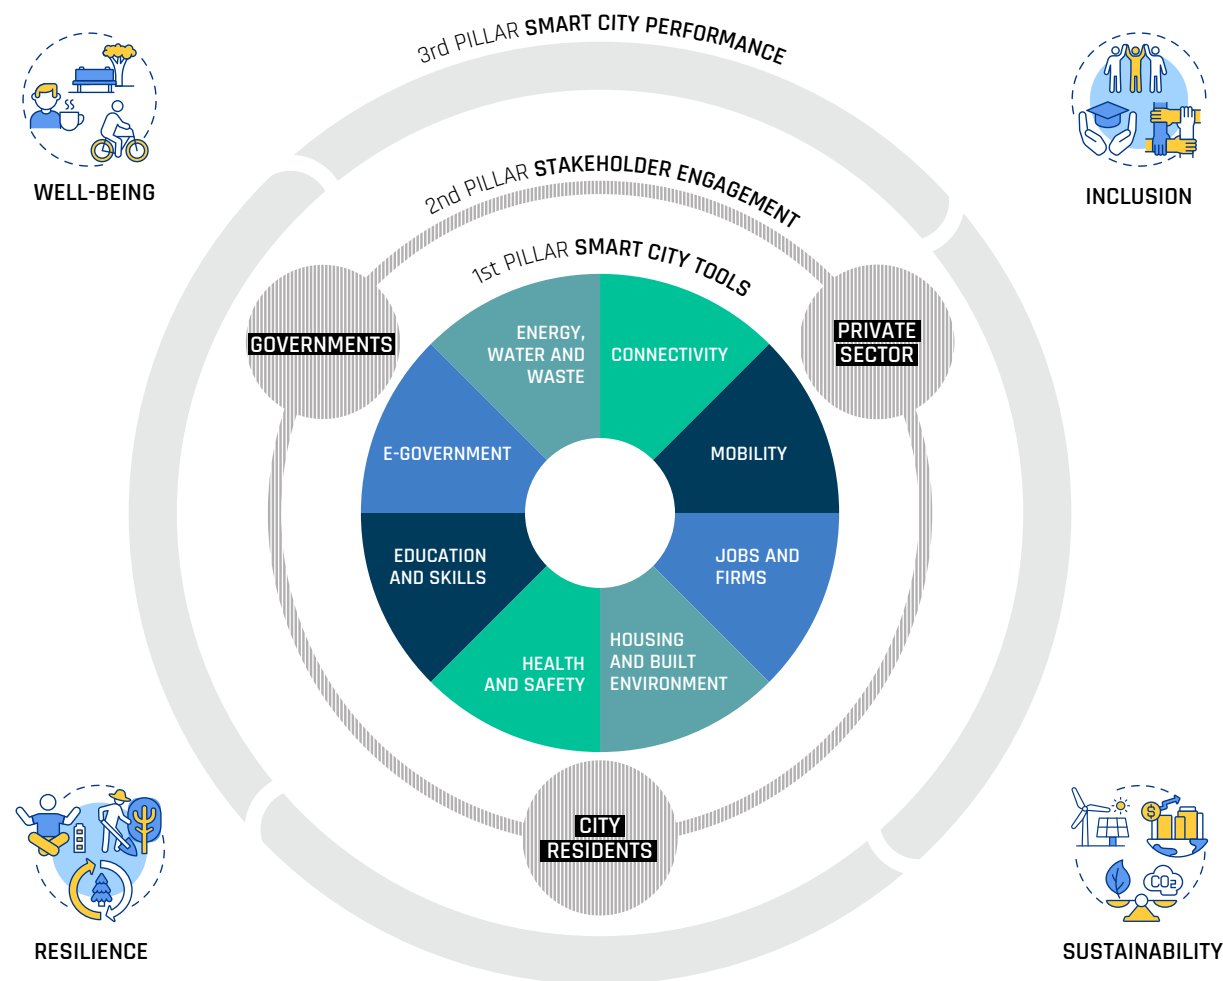 3rd PILLAR SMART CITY PERFORMANCE
WELL-BEING
INCLUSION
2nd PILLAR STAKEHOLDER ENGAGEMENT
1st PILLAR SMART CITY TOOLS
GOVERNMENTS
PRIVATE
SECTOR
ENERGY,
WATER AND
WASTE
CONNECTIVITY
E-GOVERNMENT
MOBILITY
EDUCATION
AND SKILLS
JOBS AND
FIRMS
HEALTH
AND SAFETY
HOUSING
AND BUILT
ENVIRONMENT
CITY
RESIDENTS
$
CO2
RESILIENCE
SUSTAINABILITY